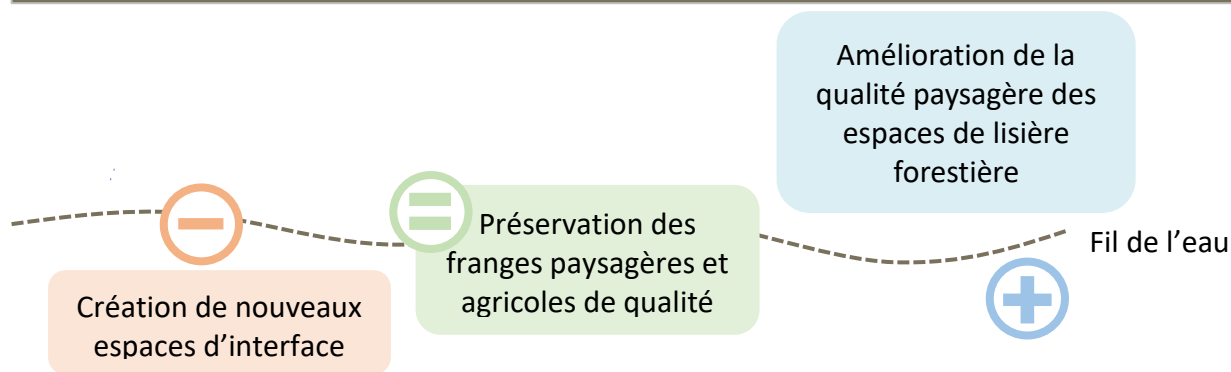 Création de nouveaux
espaces d’interface
Préservation des
franges paysagères et
agricoles de qualité
Amélioration de la
qualité paysagère des
espaces de lisière
forestière
Fil de l’eau